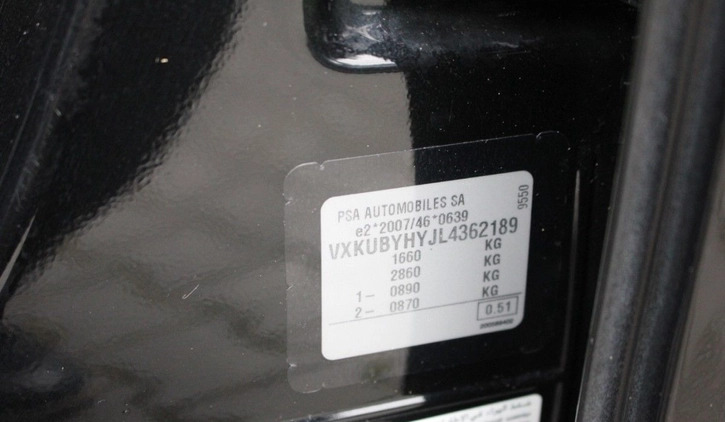 PSA AUTOMOBILES SA
e2*2007/46*0639
VXKUBYHYJL4362189
1660 KG
2860 KG
1– 0890 KG
2– 0870 KG
0.51
9550